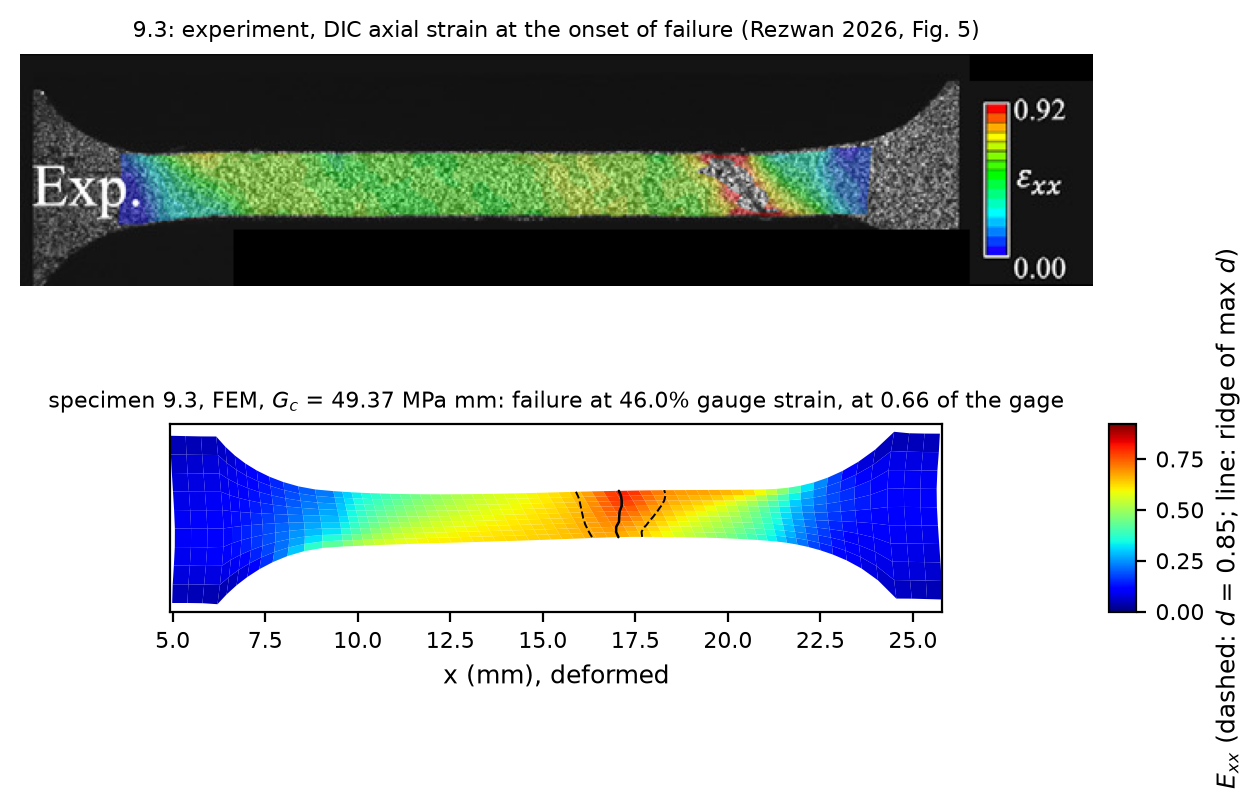 9.3: experiment, DIC axial strain at the onset of failure (Rezwan 2026, Fig. 5)
Exp.
0.92
εxx
0.00
specimen 9.3, FEM, Gc = 49.37 MPa mm: failure at 46.0% gauge strain, at 0.66 of the gage
5.0 7.5 10.0 12.5 15.0 17.5 20.0 22.5 25.0
x (mm), deformed
0.75
0.50
0.25
0.00
Exx (dashed: d = 0.85; line: ridge of max d)